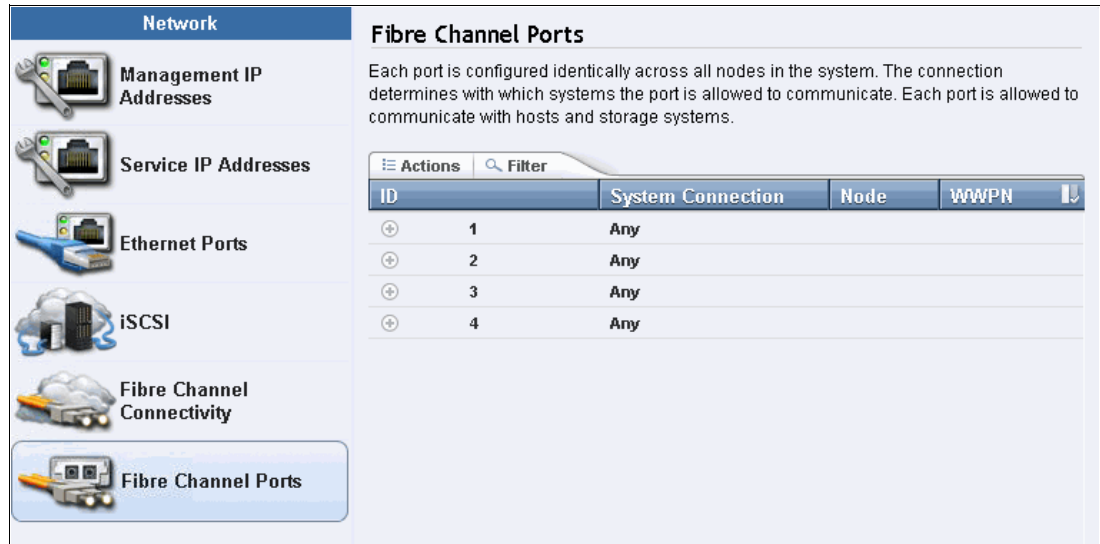 Network
Management IP
Addresses
Service IP Addresses
Ethernet Ports
iSCSI
Fibre Channel
Connectivity
Fibre Channel Ports
Fibre Channel Ports
Each port is configured identically across all nodes in the system. The connection
determines with which systems the port is allowed to communicate. Each port is allowed to
communicate with hosts and storage systems.
Actions Filter
ID System Connection Node WWPN
1 Any
2 Any
3 Any
4 Any